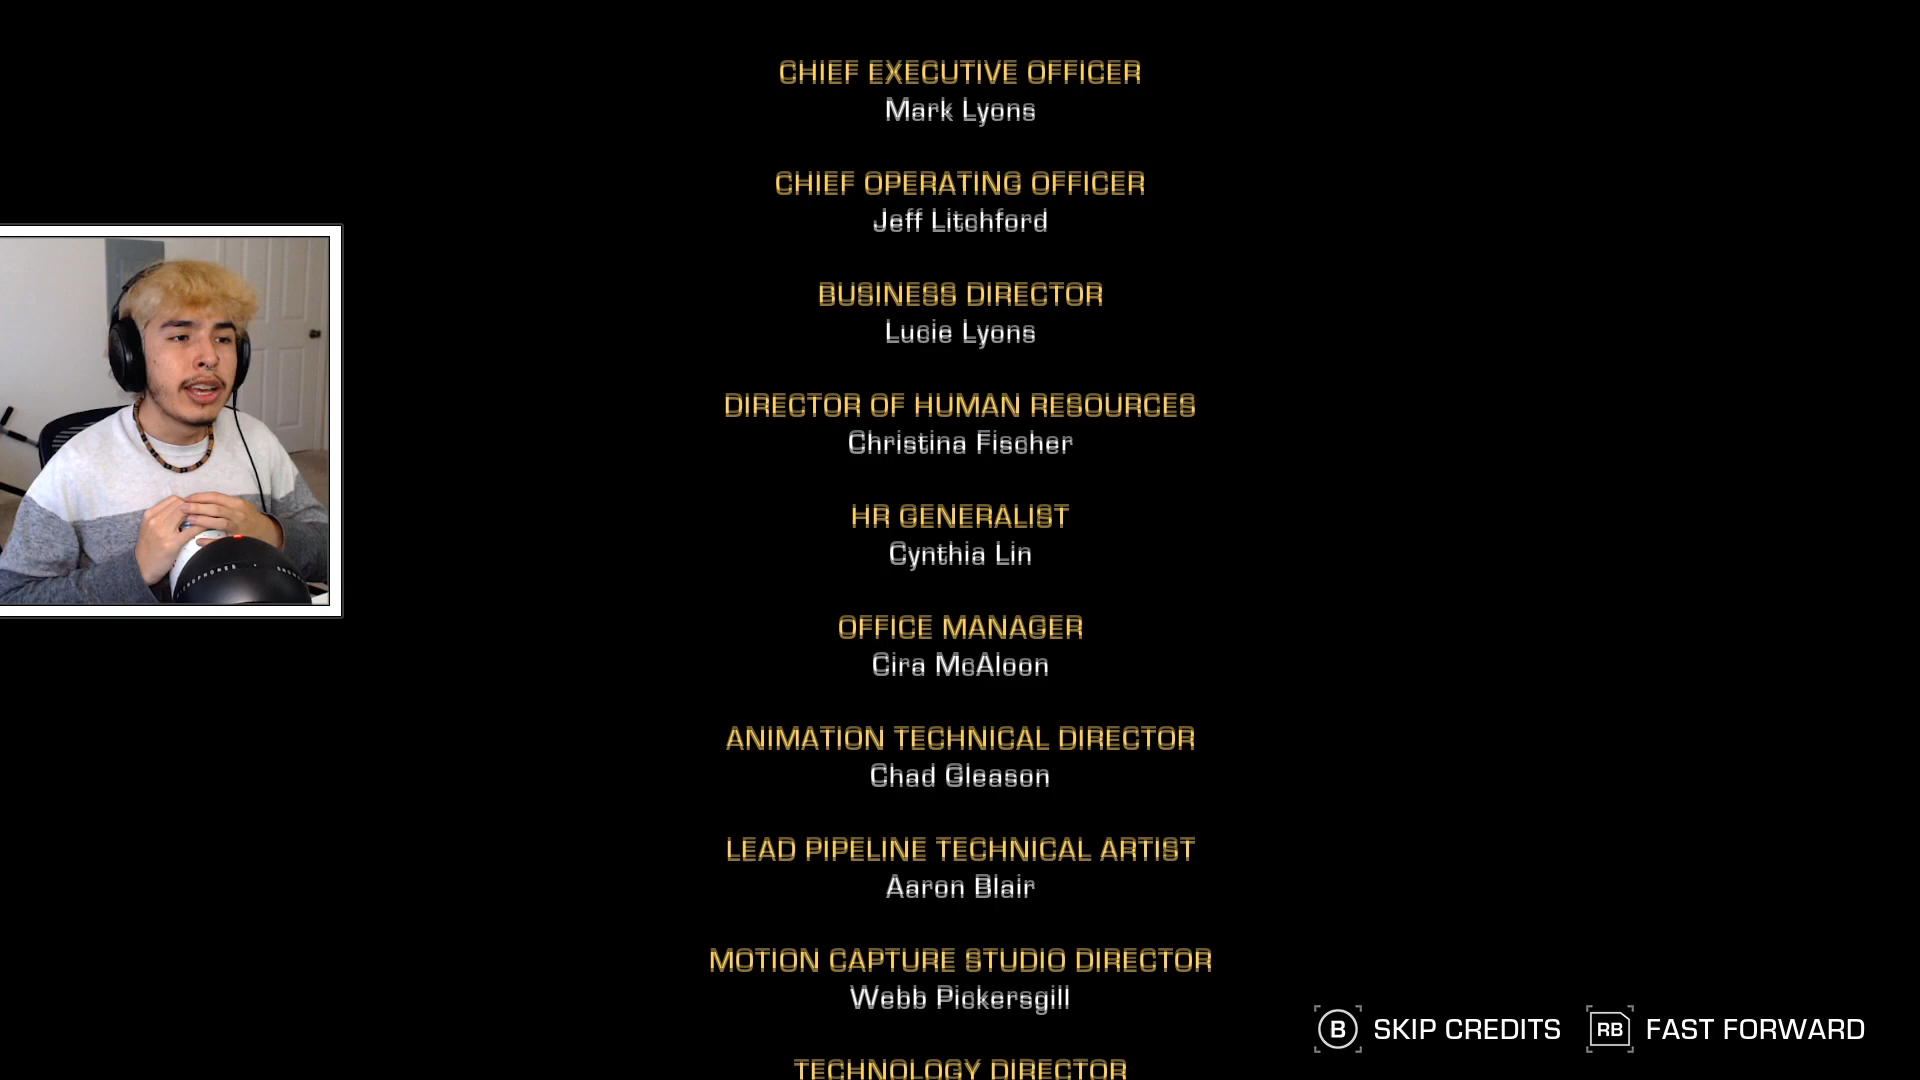 CHIEF EXECUTIVE OFFICER
Mark Lyons
CHIEF OPERATING OFFICER
Jeff Litchford
BUSINESS DIRECTOR
Lucie Lyons
DIRECTOR OF HUMAN RESOURCES
Christina Fischer
HR GENERALIST
Cynthia Lin
OFFICE MANAGER
Cira McAloon
ANIMATION TECHNICAL DIRECTOR
Chad Gleason
LEAD PIPELINE TECHNICAL ARTIST
Aaron Blair
MOTION CAPTURE STUDIO DIRECTOR
Webb Pickersgill
TECHNOLOGY DIRECTOR
B SKIP CREDITS RB FAST FORWARD